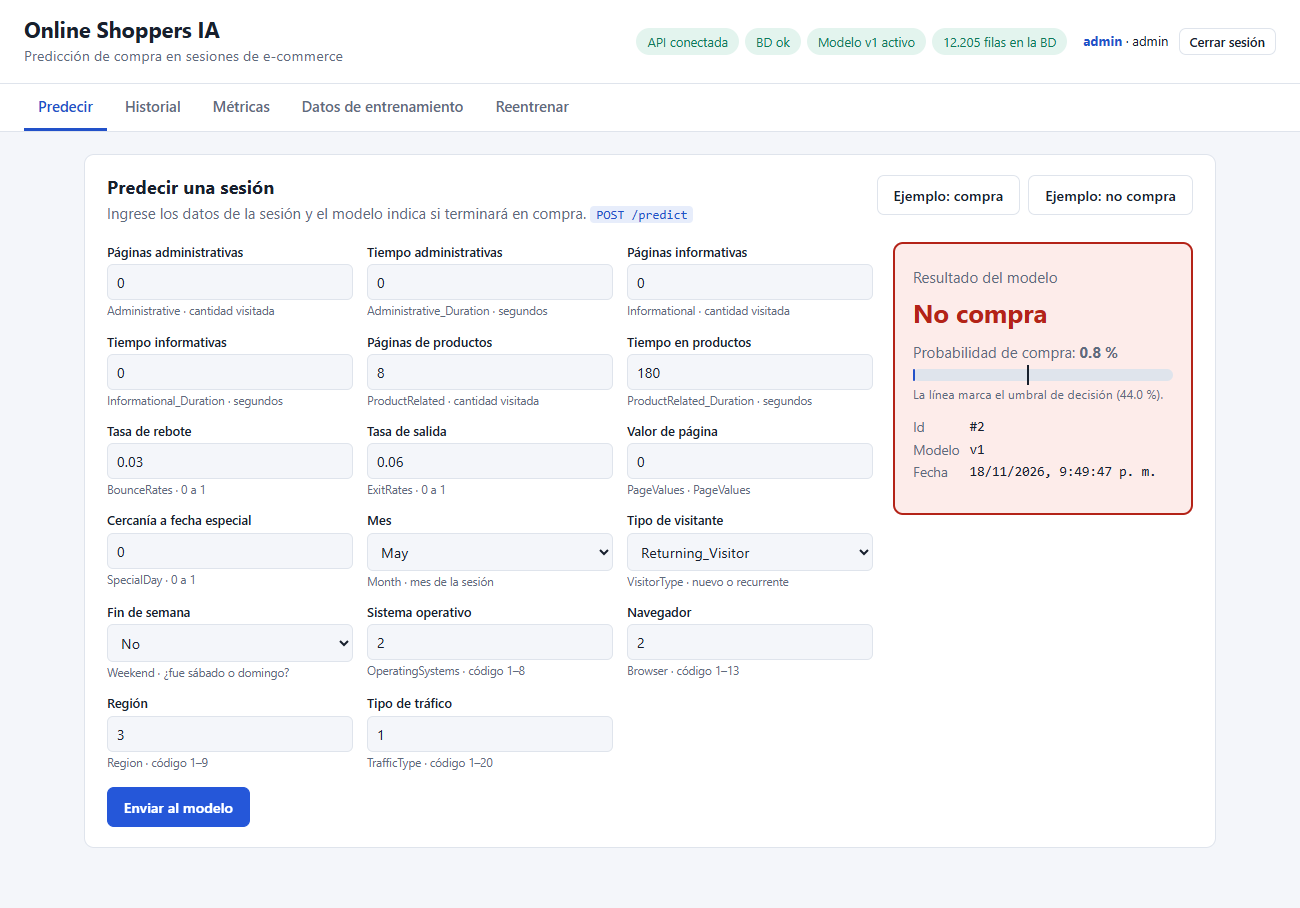 Online Shoppers IA
Predicción de compra en sesiones de e-commerce
API conectada
BD ok
Modelo v1 activo
12.205 filas en la BD
admin · admin
Cerrar sesión
Predecir
Historial
Métricas
Datos de entrenamiento
Reentrenar
Predecir una sesión
Ingrese los datos de la sesión y el modelo indica si terminará en compra. POST /predict
Ejemplo: compra
Ejemplo: no compra
Páginas administrativas
0
Administrative · cantidad visitada
Tiempo administrativas
0
Administrative_Duration · segundos
Páginas informativas
0
Informational · cantidad visitada
Tiempo informativas
0
Informational_Duration · segundos
Páginas de productos
8
ProductRelated · cantidad visitada
Tiempo en productos
180
ProductRelated_Duration · segundos
Tasa de rebote
0.03
BounceRates · 0 a 1
Tasa de salida
0.06
ExitRates · 0 a 1
Valor de página
0
PageValues · PageValues
Cercanía a fecha especial
0
SpecialDay · 0 a 1
Mes
May
Month · mes de la sesión
Tipo de visitante
Returning_Visitor
VisitorType · nuevo o recurrente
Fin de semana
No
Weekend · ¿fue sábado o domingo?
Sistema operativo
2
OperatingSystems · código 1–8
Navegador
2
Browser · código 1–13
Región
3
Region · código 1–9
Tipo de tráfico
1
TrafficType · código 1–20
Enviar al modelo
Resultado del modelo
No compra
Probabilidad de compra: 0.8 %
La línea marca el umbral de decisión (44.0 %).
Id #2
Modelo v1
Fecha 18/11/2026, 9:49:47 p. m.